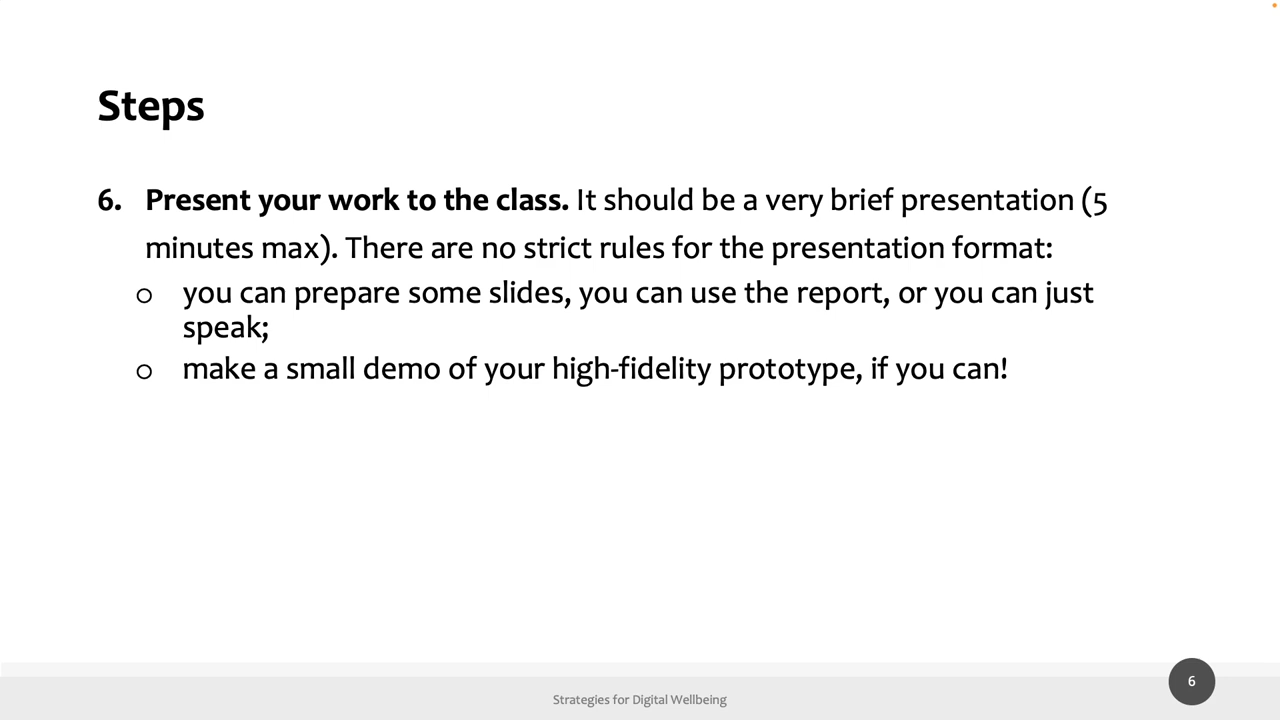 Steps
6. Present your work to the class. It should be a very brief presentation (5
minutes max). There are no strict rules for the presentation format:
o you can prepare some slides, you can use the report, or you can just
speak;
o make a small demo of your high-fidelity prototype, if you can!
Strategies for Digital Wellbeing
6